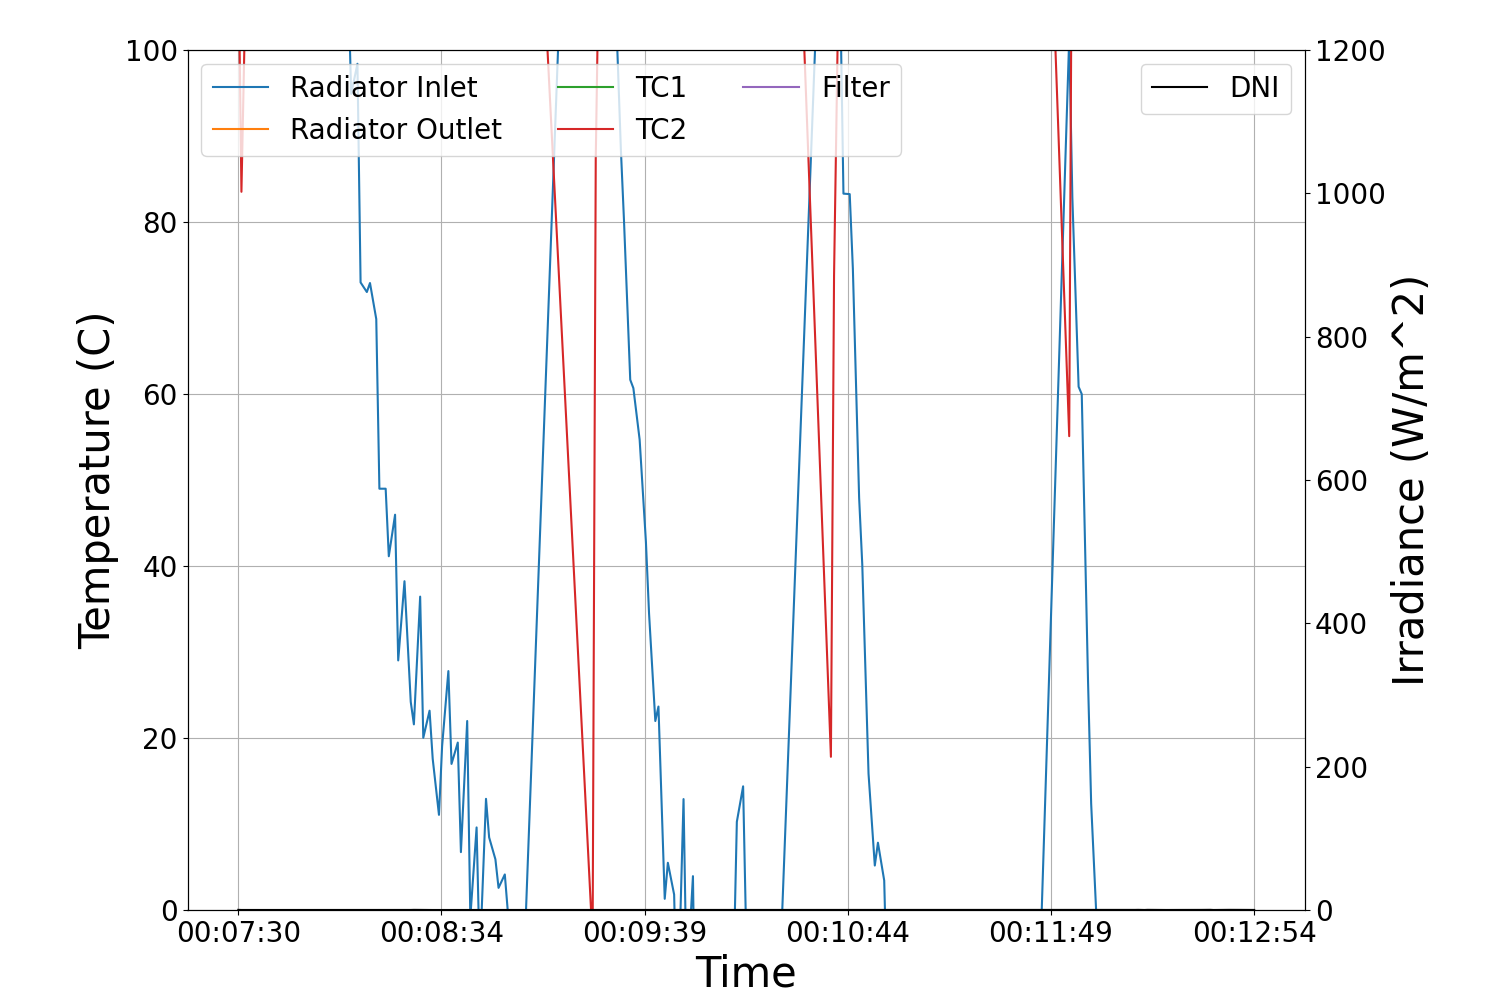 100
80
60
40
20
0
Temperature (C)
Radiator Inlet
Radiator Outlet
TC1
TC2
Filter
DNI
1200
1000
800
600
400
200
0
Irradiance (W/m^2)
00:07:30 00:08:34 00:09:39 00:10:44 00:11:49 00:12:54
Time